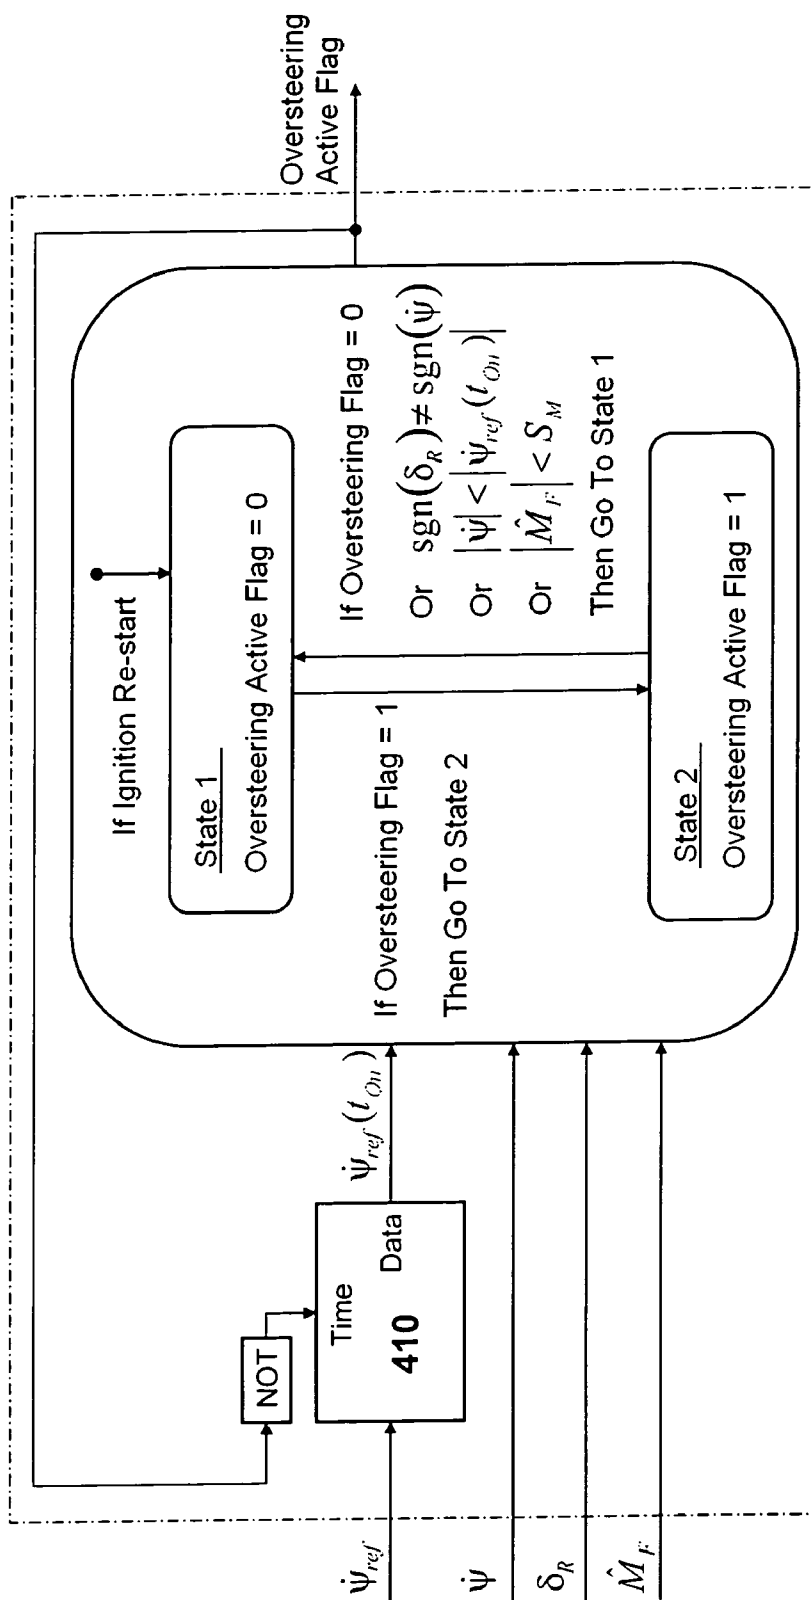 Oversteering
Active Flag
If Ignition Re-start
State 1
Oversteering Active Flag = 0
If Oversteering Flag = 1
Then Go To State 2
If Oversteering Flag = 0
Or sgn(δ_R) ≠ sgn(ψ̇)
Or |ψ̇| < |ψ̇_ref(t_On)|
Or |M̂_F| < S_M
Then Go To State 1
State 2
Oversteering Active Flag = 1
NOT
Time
Data
410
ψ̇_ref(t_On)
ψ̇_ref
ψ̇
δ_R
M̂_F